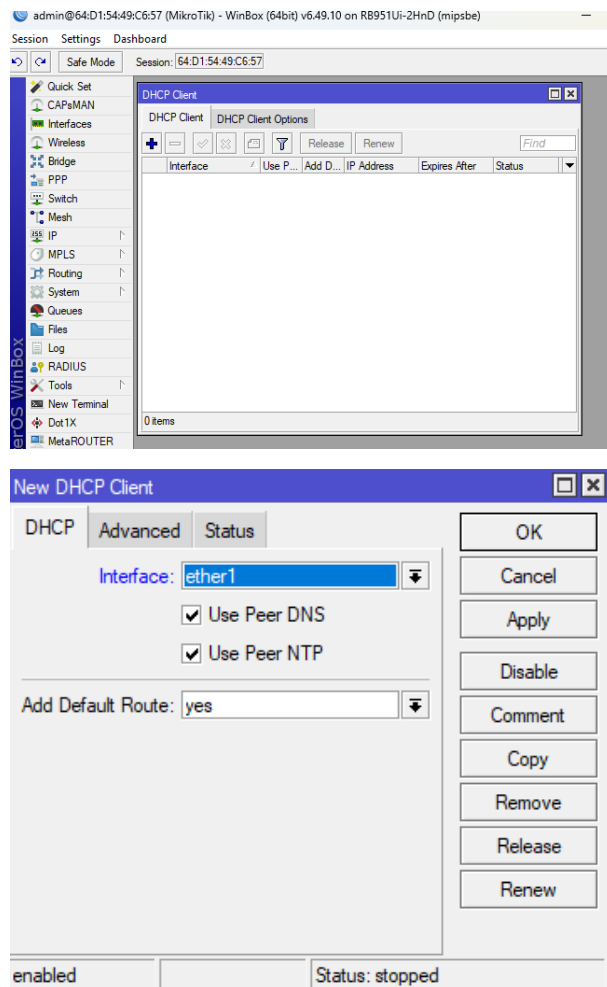 admin@64:D1:54:49:C6:57 (MikroTik) - WinBox (64bit) v6.49.10 on RB951Ui-2HnD (mipsbe)
Session Settings Dashboard
Safe Mode Session: 64:D1:54:49:C6:57
Quick Set
CAPsMAN
Interfaces
Wireless
Bridge
PPP
Switch
Mesh
IP
MPLS
Routing
System
Queues
Files
Log
RADIUS
Tools
New Terminal
Dot1X
MetaROUTER
erOS WinBox
DHCP Client
DHCP Client DHCP Client Options
Release Renew Find
Interface / Use P... Add D... IP Address Expires After Status
0 items
New DHCP Client
DHCP Advanced Status
Interface: ether1
Use Peer DNS
Use Peer NTP
Add Default Route: yes
OK
Cancel
Apply
Disable
Comment
Copy
Remove
Release
Renew
enabled Status: stopped